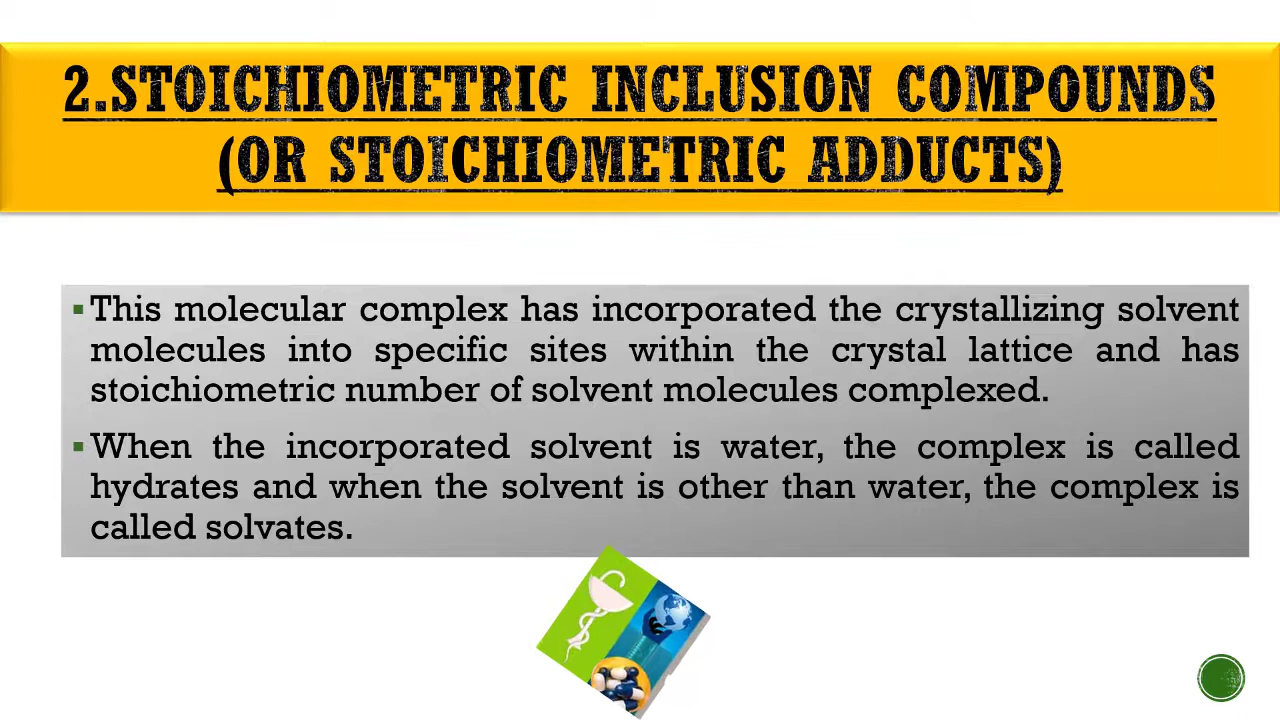 2.STOICHIOMETRIC INCLUSION COMPOUNDS
(OR STOICHIOMETRIC ADDUCTS)
▪This molecular complex has incorporated the crystallizing solvent
molecules into specific sites within the crystal lattice and has
stoichiometric number of solvent molecules complexed.
▪When the incorporated solvent is water, the complex is called
hydrates and when the solvent is other than water, the complex is
called solvates.